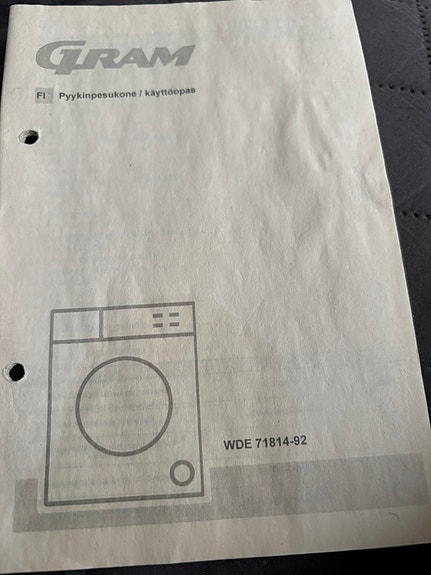 GRAM
FI Pyykinpesukone / käyttöopas
WDE 71814-92